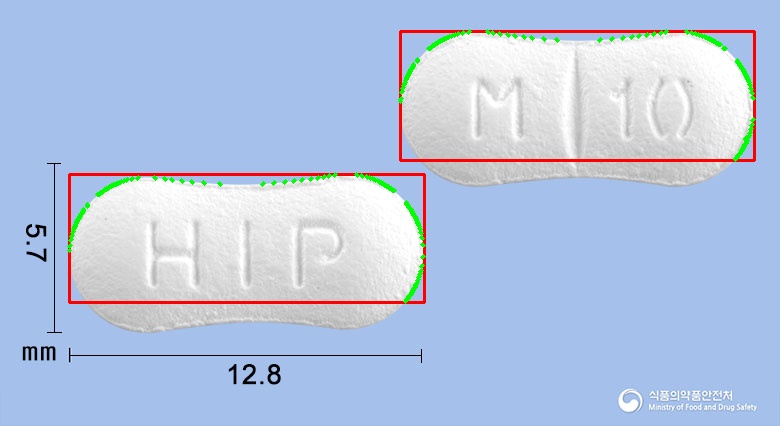 M 10
HIP
5.7
mm
12.8
식품의약품안전처
Ministry of Food and Drug Safety